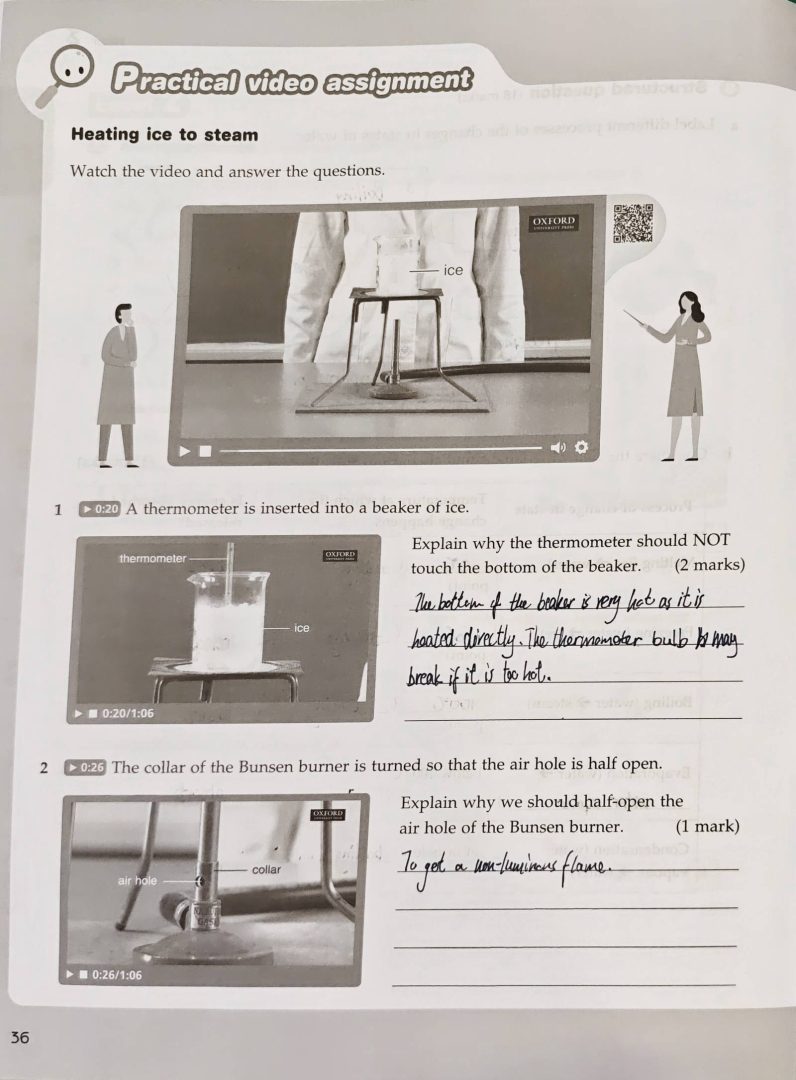 Practical video assignment
Heating ice to steam
Watch the video and answer the questions.
OXFORD
UNIVERSITY PRESS
ice
1 0:20 A thermometer is inserted into a beaker of ice.
thermometer
OXFORD
UNIVERSITY PRESS
ice
0:20/1:06
Explain why the thermometer should NOT
touch the bottom of the beaker. (2 marks)
The bottom of the beaker is very hot as it is
heated directly. The thermometer bulb may
break if it is too hot.
2 0:26 The collar of the Bunsen burner is turned so that the air hole is half open.
OXFORD
UNIVERSITY PRESS
collar
air hole
0:26/1:06
Explain why we should half-open the
air hole of the Bunsen burner. (1 mark)
To get a non-luminous flame.
36